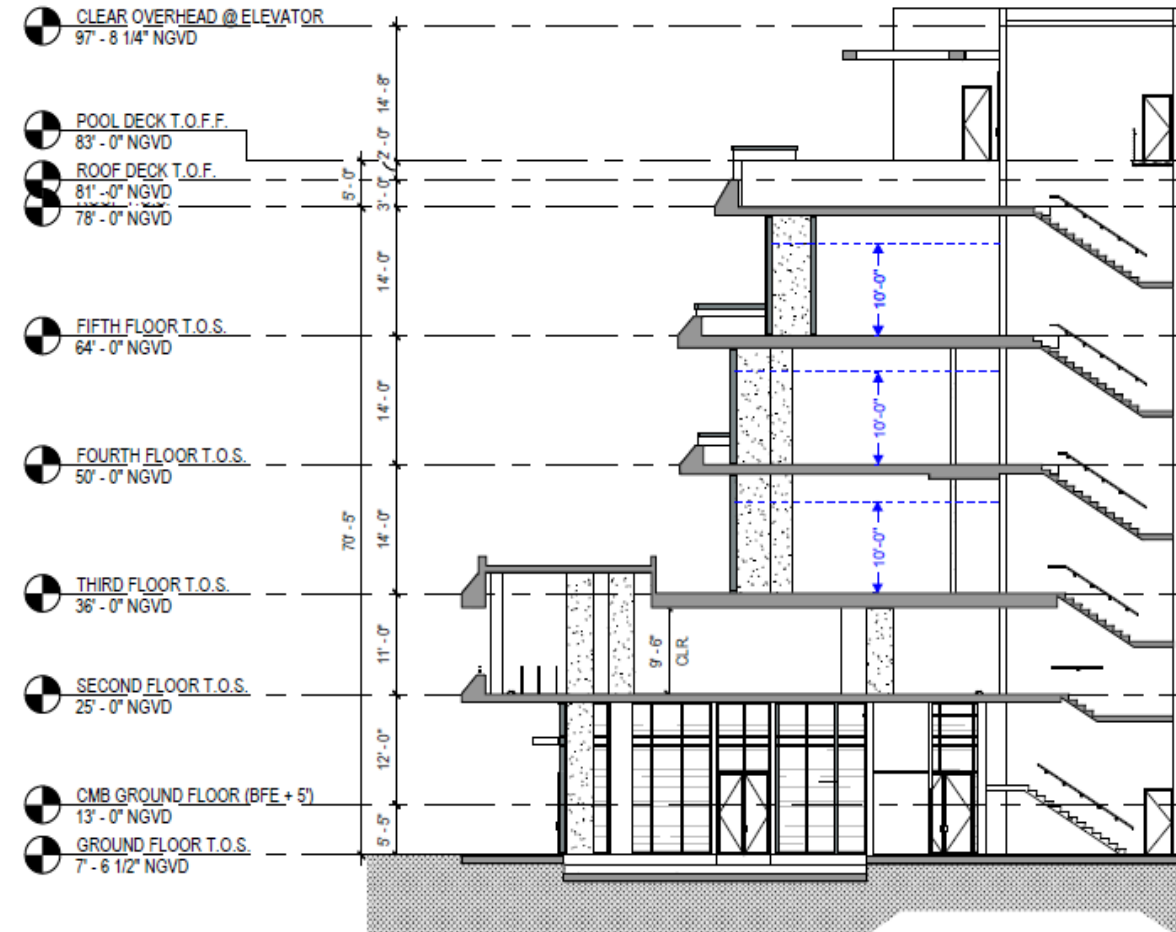 CLEAR OVERHEAD @ ELEVATOR
97' - 8 1/4" NGVD
14' - 8"
POOL DECK T.O.F.F.
83' - 0" NGVD
2' - 0"
ROOF DECK T.O.F.
81' - 0" NGVD
5' - 0"
3' - 0"
78' - 0" NGVD
14' - 0"
10'-0"
FIFTH FLOOR T.O.S.
64' - 0" NGVD
14' - 0"
10'-0"
FOURTH FLOOR T.O.S.
50' - 0" NGVD
70' - 5"
14' - 0"
10'-0"
THIRD FLOOR T.O.S.
36' - 0" NGVD
11' - 0"
9' - 6"
CLR.
SECOND FLOOR T.O.S.
25' - 0" NGVD
12' - 0"
CMB GROUND FLOOR (BFE + 5')
13' - 0" NGVD
5' - 5"
GROUND FLOOR T.O.S.
7' - 6 1/2" NGVD